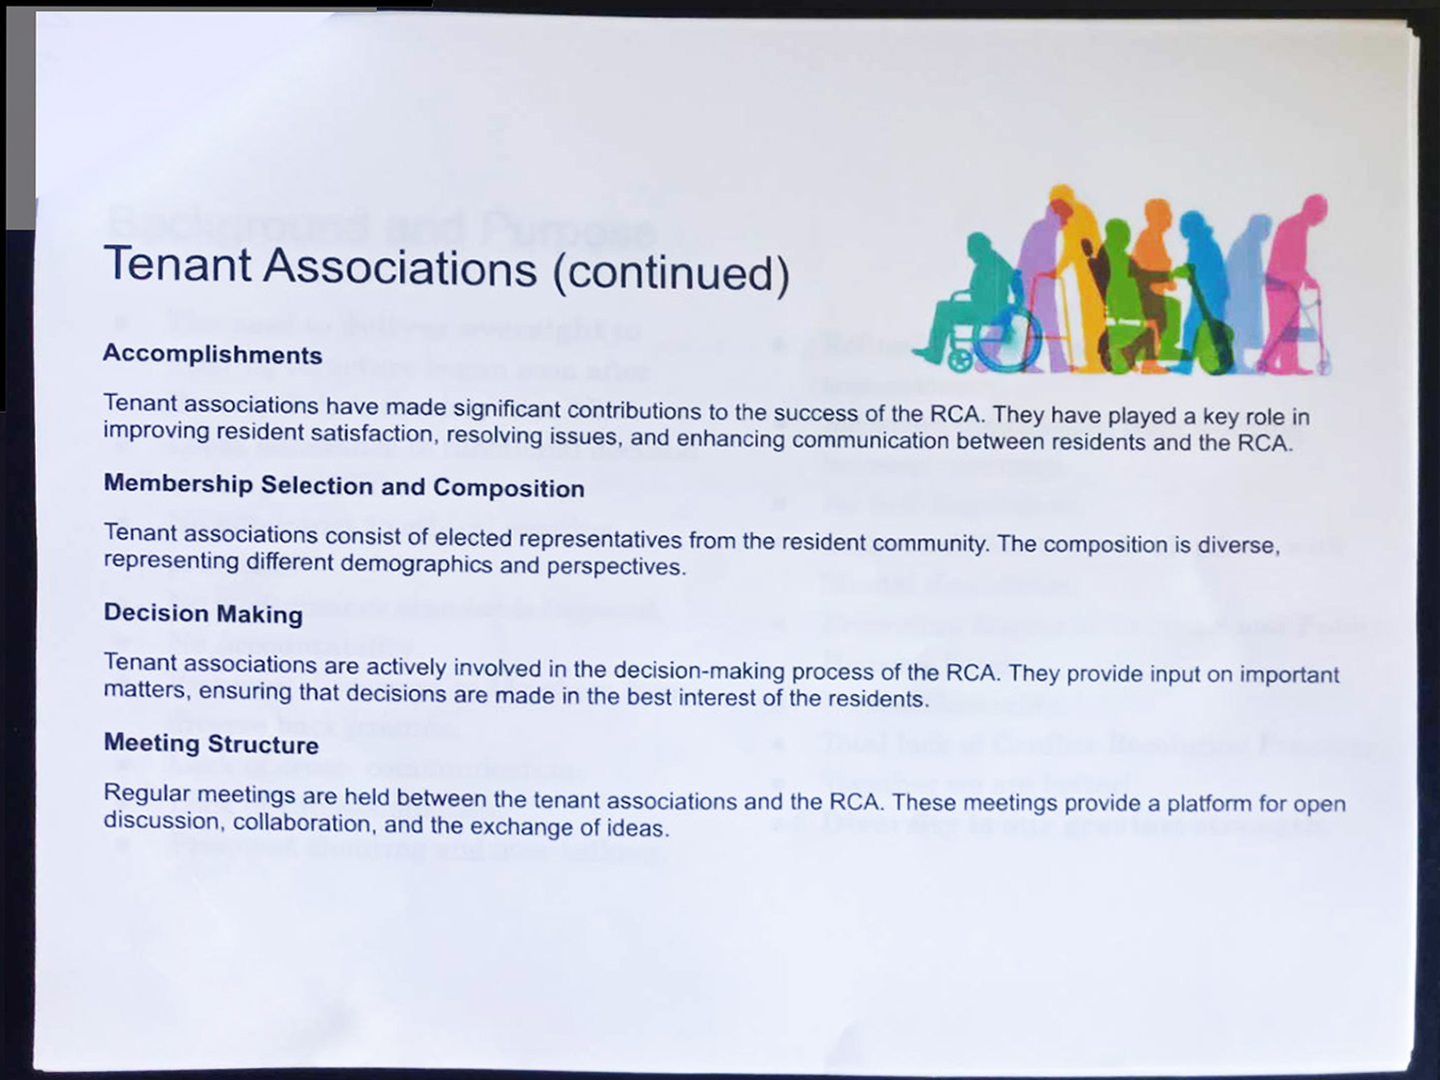 Background and Purpose
Tenant Associations (continued)
Accomplishments
Tenant associations have made significant contributions to the success of the RCA. They have played a key role in
improving resident satisfaction, resolving issues, and enhancing communication between residents and the RCA.
Membership Selection and Composition
Tenant associations consist of elected representatives from the resident community. The composition is diverse,
representing different demographics and perspectives.
Decision Making
Tenant associations are actively involved in the decision-making process of the RCA. They provide input on important
matters, ensuring that decisions are made in the best interest of the residents.
Meeting Structure
Regular meetings are held between the tenant associations and the RCA. These meetings provide a platform for open
discussion, collaboration, and the exchange of ideas.